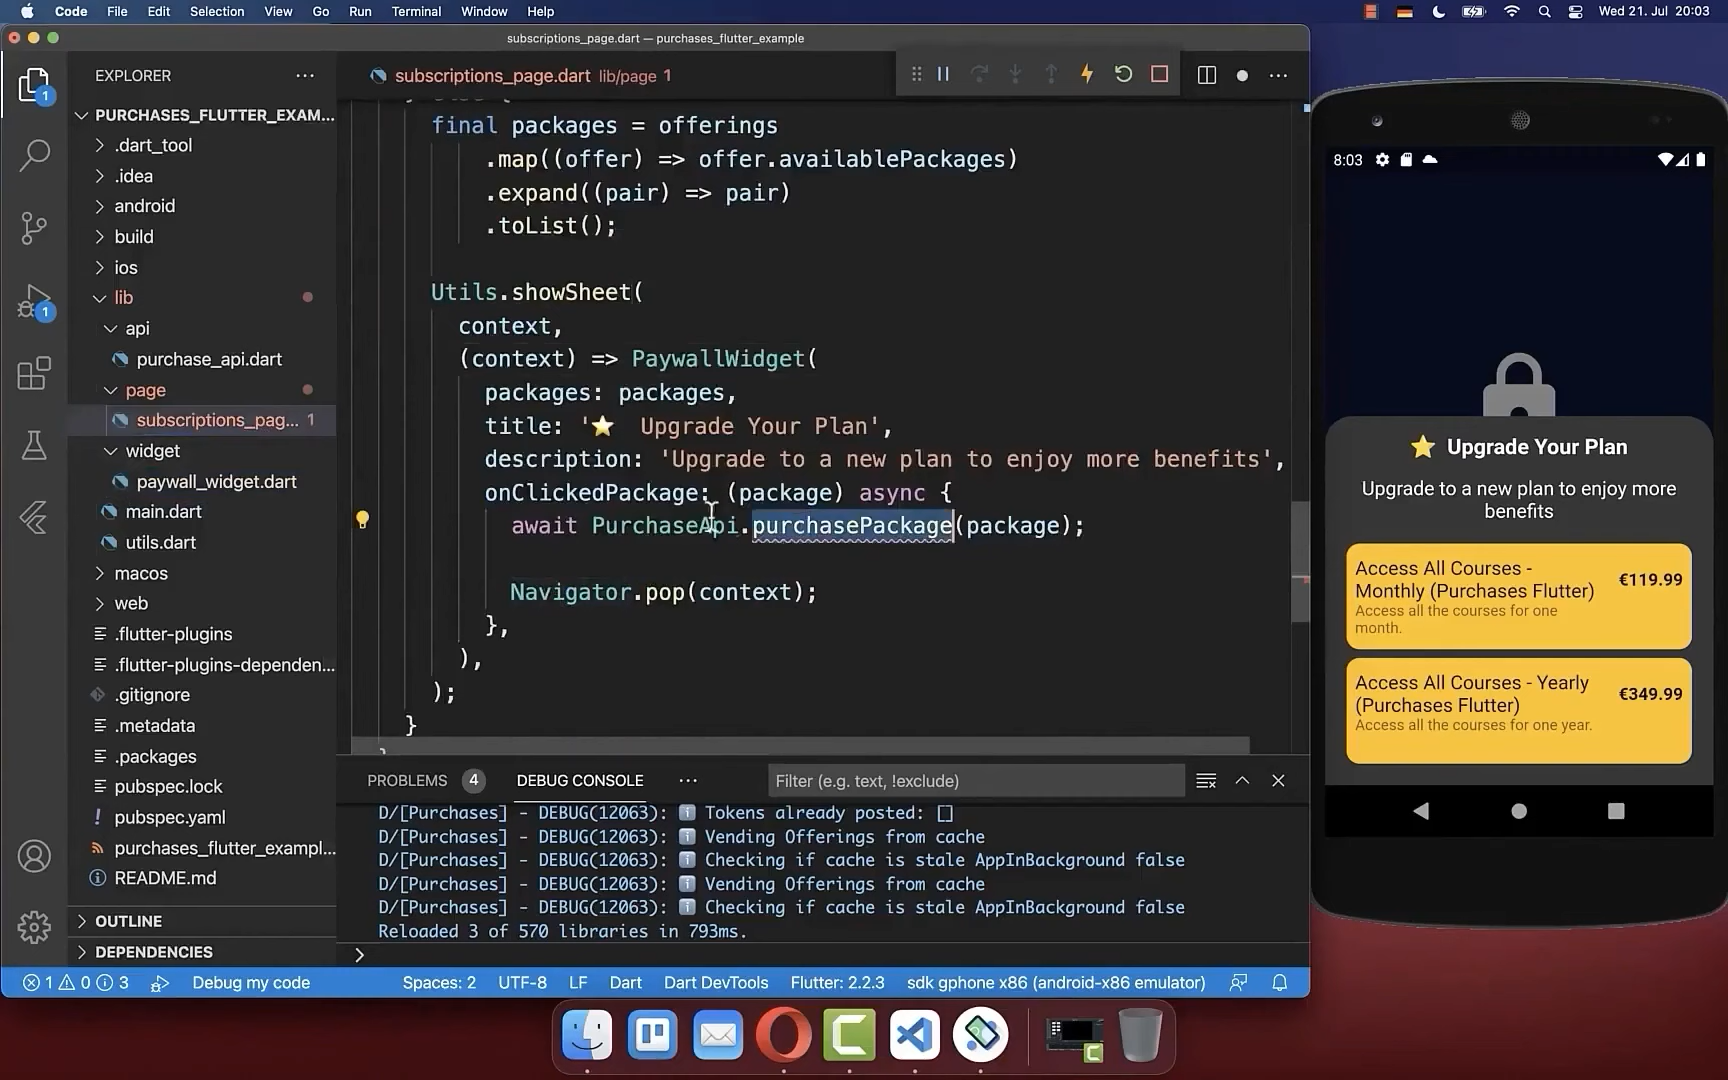 Code File Edit Selection View Go Run Terminal Window Help
Wed 21. Jul 20:03
subscriptions_page.dart — purchases_flutter_example
EXPLORER
PURCHASES_FLUTTER_EXAM...
.dart_tool
.idea
android
build
ios
lib
api
purchase_api.dart
page
subscriptions_pag... 1
widget
paywall_widget.dart
main.dart
utils.dart
macos
web
.flutter-plugins
.flutter-plugins-dependen...
.gitignore
.metadata
.packages
pubspec.lock
! pubspec.yaml
purchases_flutter_exampl...
README.md
OUTLINE
DEPENDENCIES
1
1
subscriptions_page.dart lib/page 1
final packages = offerings
.map((offer) => offer.availablePackages)
.expand((pair) => pair)
.toList();
Utils.showSheet(
context,
(context) => PaywallWidget(
packages: packages,
title: '⭐ Upgrade Your Plan',
description: 'Upgrade to a new plan to enjoy more benefits',
onClickedPackage: (package) async {
await PurchaseApi.purchasePackage(package);
Navigator.pop(context);
},
),
);
}
PROBLEMS 4 DEBUG CONSOLE ... Filter (e.g. text, !exclude)
D/[Purchases] - DEBUG(12063): ℹ️ Tokens already posted: []
D/[Purchases] - DEBUG(12063): ℹ️ Vending Offerings from cache
D/[Purchases] - DEBUG(12063): ℹ️ Checking if cache is stale AppInBackground false
D/[Purchases] - DEBUG(12063): ℹ️ Vending Offerings from cache
D/[Purchases] - DEBUG(12063): ℹ️ Checking if cache is stale AppInBackground false
Reloaded 3 of 570 libraries in 793ms.
1 0 3 Debug my code Spaces: 2 UTF-8 LF Dart Dart DevTools Flutter: 2.2.3 sdk gphone x86 (android-x86 emulator)
8:03
⭐ Upgrade Your Plan
Upgrade to a new plan to enjoy more
benefits
Access All Courses -
Monthly (Purchases Flutter)
€119.99
Access all the courses for one
month.
Access All Courses - Yearly
(Purchases Flutter)
€349.99
Access all the courses for one year.